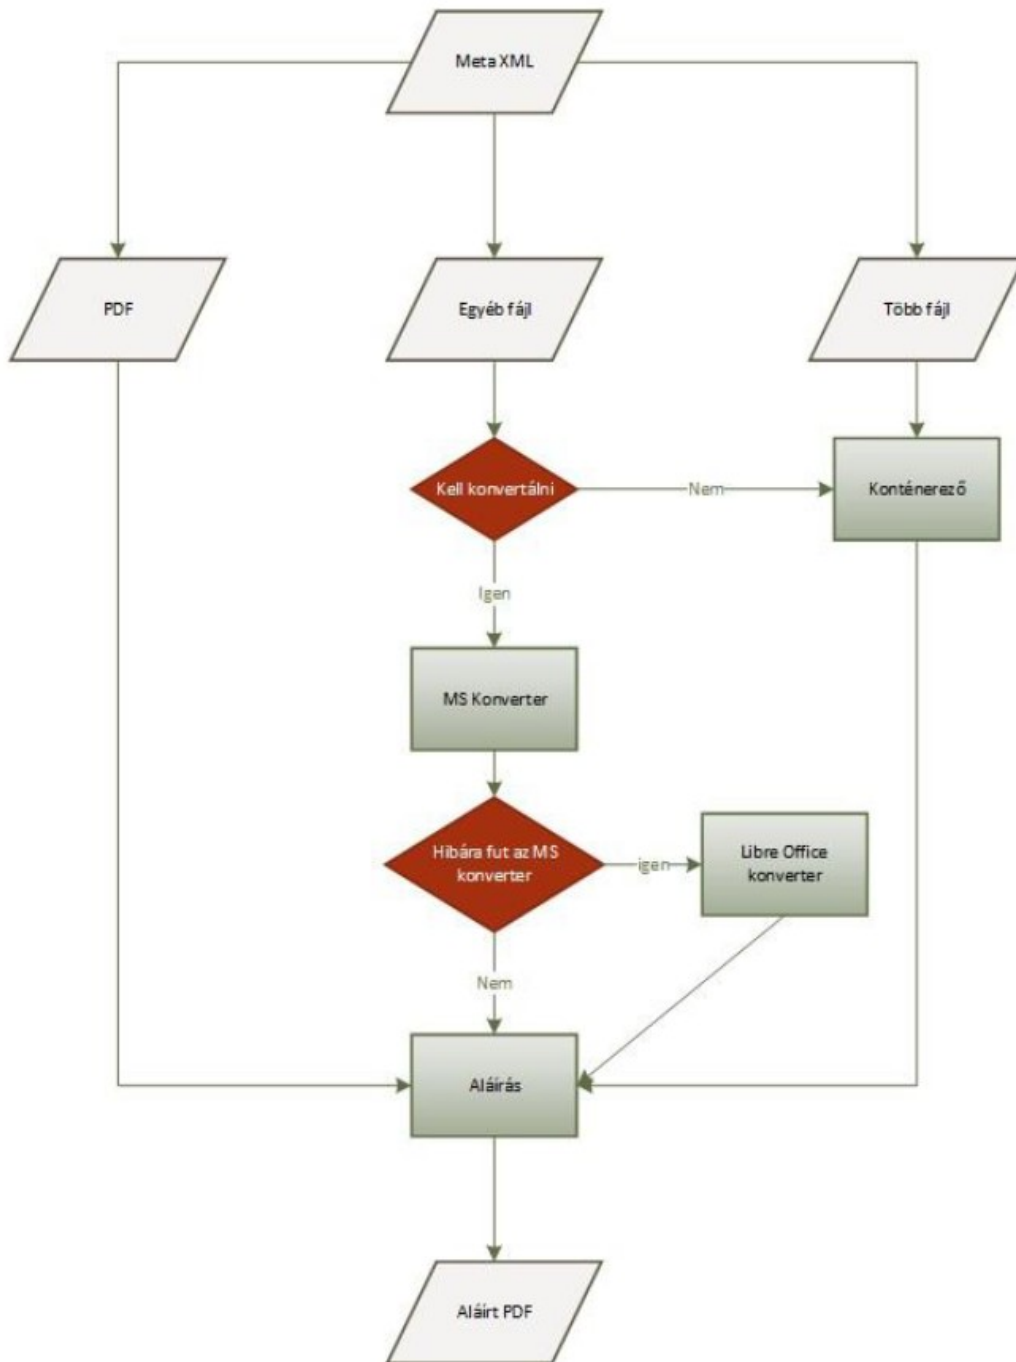 Meta XML
PDF
Egyéb fájl
Több fájl
Kell konvertálni
Nem
Konténerező
Igen
MS Konverter
Hibára fut az MS
konverter
igen
Libre Office
konverter
Nem
Aláírás
Aláírt PDF